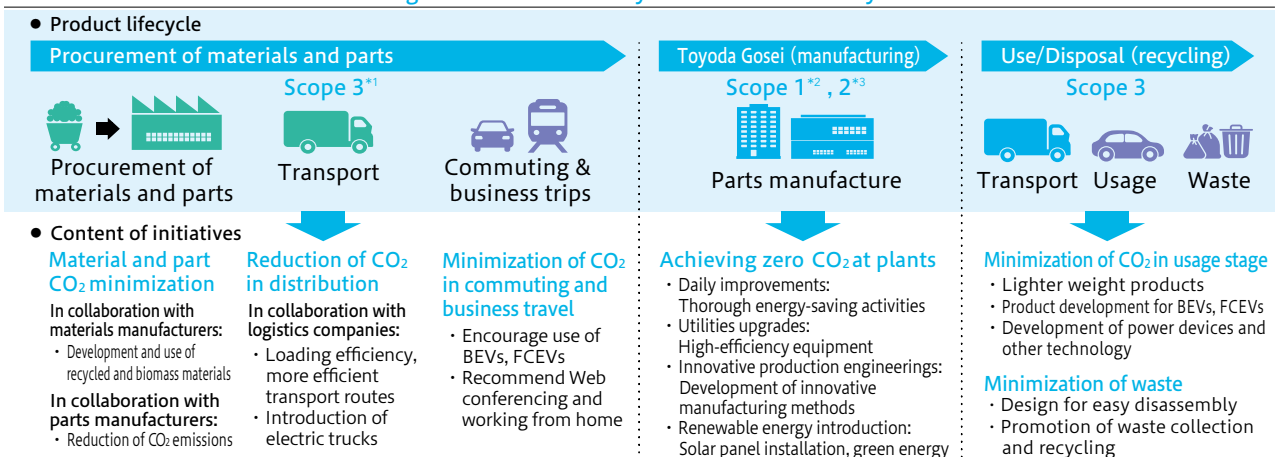 ● Product lifecycle
Procurement of materials and parts
Scope 3*1
Procurement of
materials and parts
Transport
Commuting &
business trips
Toyoda Gosei (manufacturing)
Scope 1*2 , 2*3
Parts manufacture
Use/Disposal (recycling)
Scope 3
Transport
Usage
Waste
● Content of initiatives
Material and part
CO2 minimization
In collaboration with
materials manufacturers:
・Development and use of
recycled and biomass materials
In collaboration with
parts manufacturers:
・Reduction of CO2 emissions
Reduction of CO2
in distribution
In collaboration with
logistics companies:
・Loading efficiency,
more efficient
transport routes
・Introduction of
electric trucks
Minimization of CO2
in commuting and
business travel
・Encourage use of
BEVs, FCEVs
・Recommend Web
conferencing and
working from home
Achieving zero CO2 at plants
・Daily improvements:
Thorough energy-saving activities
・Utilities upgrades:
High-efficiency equipment
・Innovative production engineerings:
Development of innovative
manufacturing methods
・Renewable energy introduction:
Solar panel installation, green energy
Minimization of CO2 in usage stage
・Lighter weight products
・Product development for BEVs, FCEVs
・Development of power devices and
other technology
Minimization of waste
・Design for easy disassembly
・Promotion of waste collection
and recycling